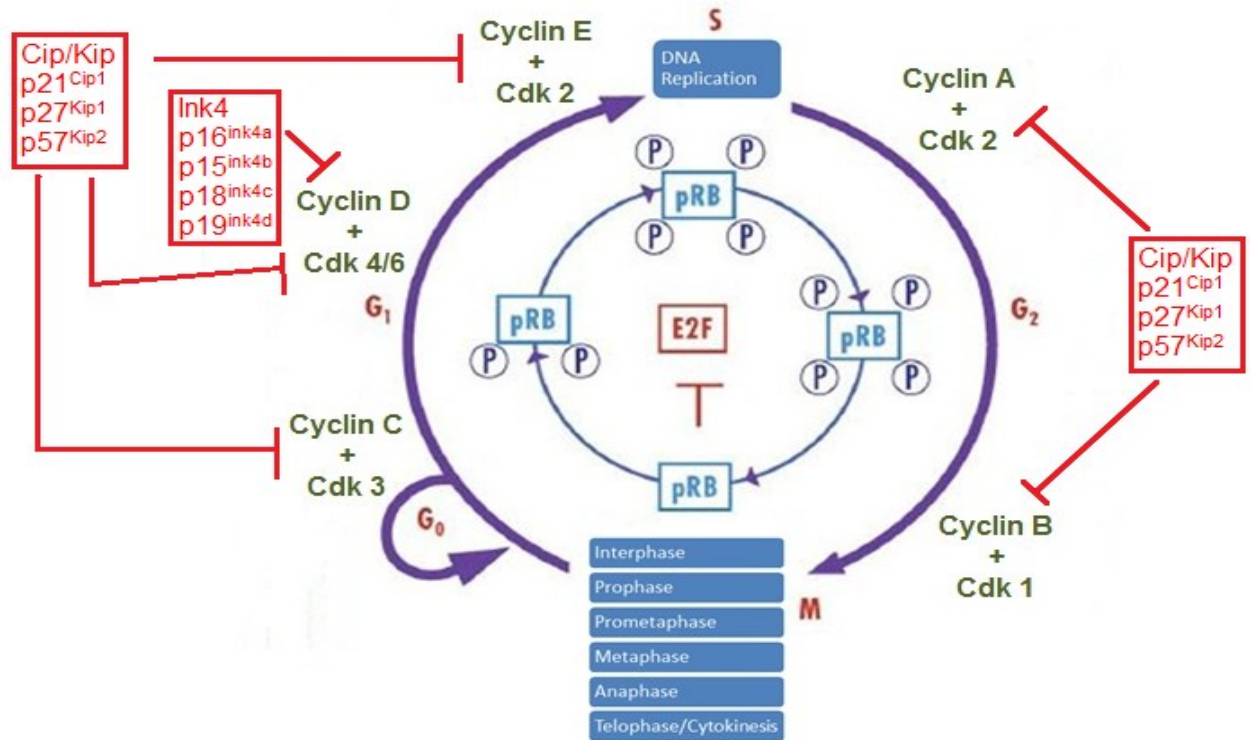 Cip/Kip
p21Cip1
p27Kip1
p57Kip2
Ink4
p16ink4a
p15ink4b
p18ink4c
p19ink4d
Cyclin E
+
Cdk 2
S
DNA
Replication
Cyclin A
+
Cdk 2
Cyclin D
+
Cdk 4/6
G1
P
P
pRB
P
P
pRB
P
P
E2F
P
P
pRB
P
P
G2
Cip/Kip
p21Cip1
p27Kip1
p57Kip2
Cyclin C
+
Cdk 3
G0
pRB
Cyclin B
+
Cdk 1
M
Interphase
Prophase
Prometaphase
Metaphase
Anaphase
Telophase/Cytokinesis